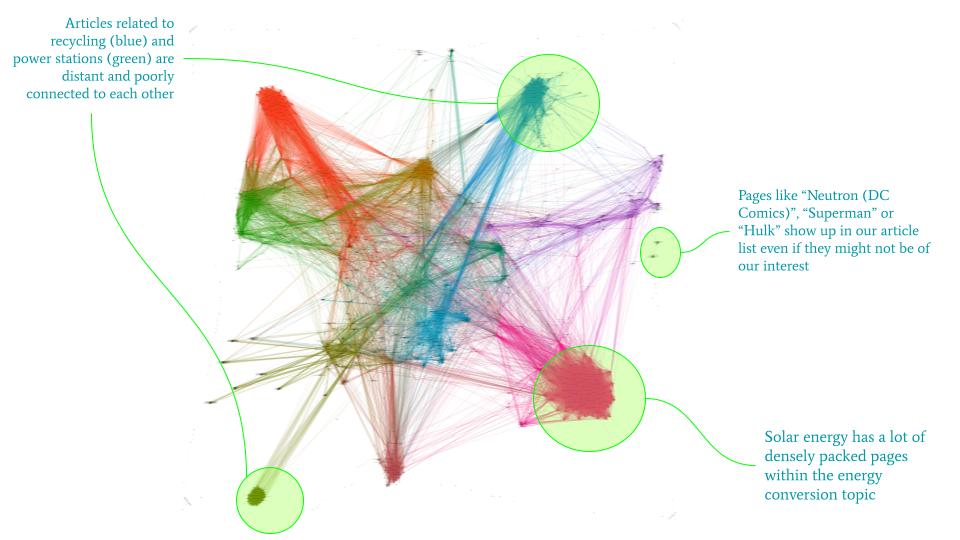 Articles related to
recycling (blue) and
power stations (green) are
distant and poorly
connected to each other
Pages like “Neutron (DC
Comics)”, “Superman” or
“Hulk” show up in our article
list even if they might not be of
our interest
Solar energy has a lot of
densely packed pages
within the energy
conversion topic